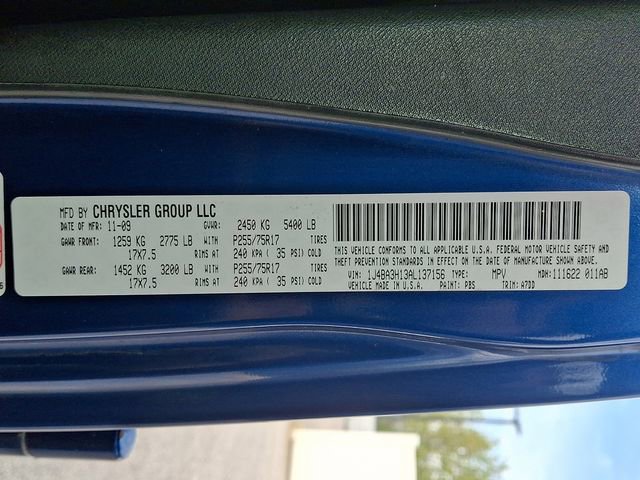 MFD BY CHRYSLER GROUP LLC
DATE OF MFR: 11-09 GVWR: 2450 KG 5400 LB
GAWR FRONT: 1259 KG 2775 LB WITH P255/75R17 TIRES
17X7.5 RIMS AT 240 KPA ( 35 PSI) COLD
GAWR REAR: 1452 KG 3200 LB WITH P255/75R17 TIRES
17X7.5 RIMS AT 240 KPA ( 35 PSI) COLD
THIS VEHICLE CONFORMS TO ALL APPLICABLE U.S.A. FEDERAL MOTOR VEHICLE SAFETY AND
THEFT PREVENTION STANDARDS IN EFFECT ON THE DATE OF MANUFACTURE SHOWN ABOVE.
VIN: 1J4BA3H13AL137156 TYPE: MPV MDH: 111622 011AB
VEHICLE MADE IN U.S.A. PAINT: PBS TRIM: A7DD